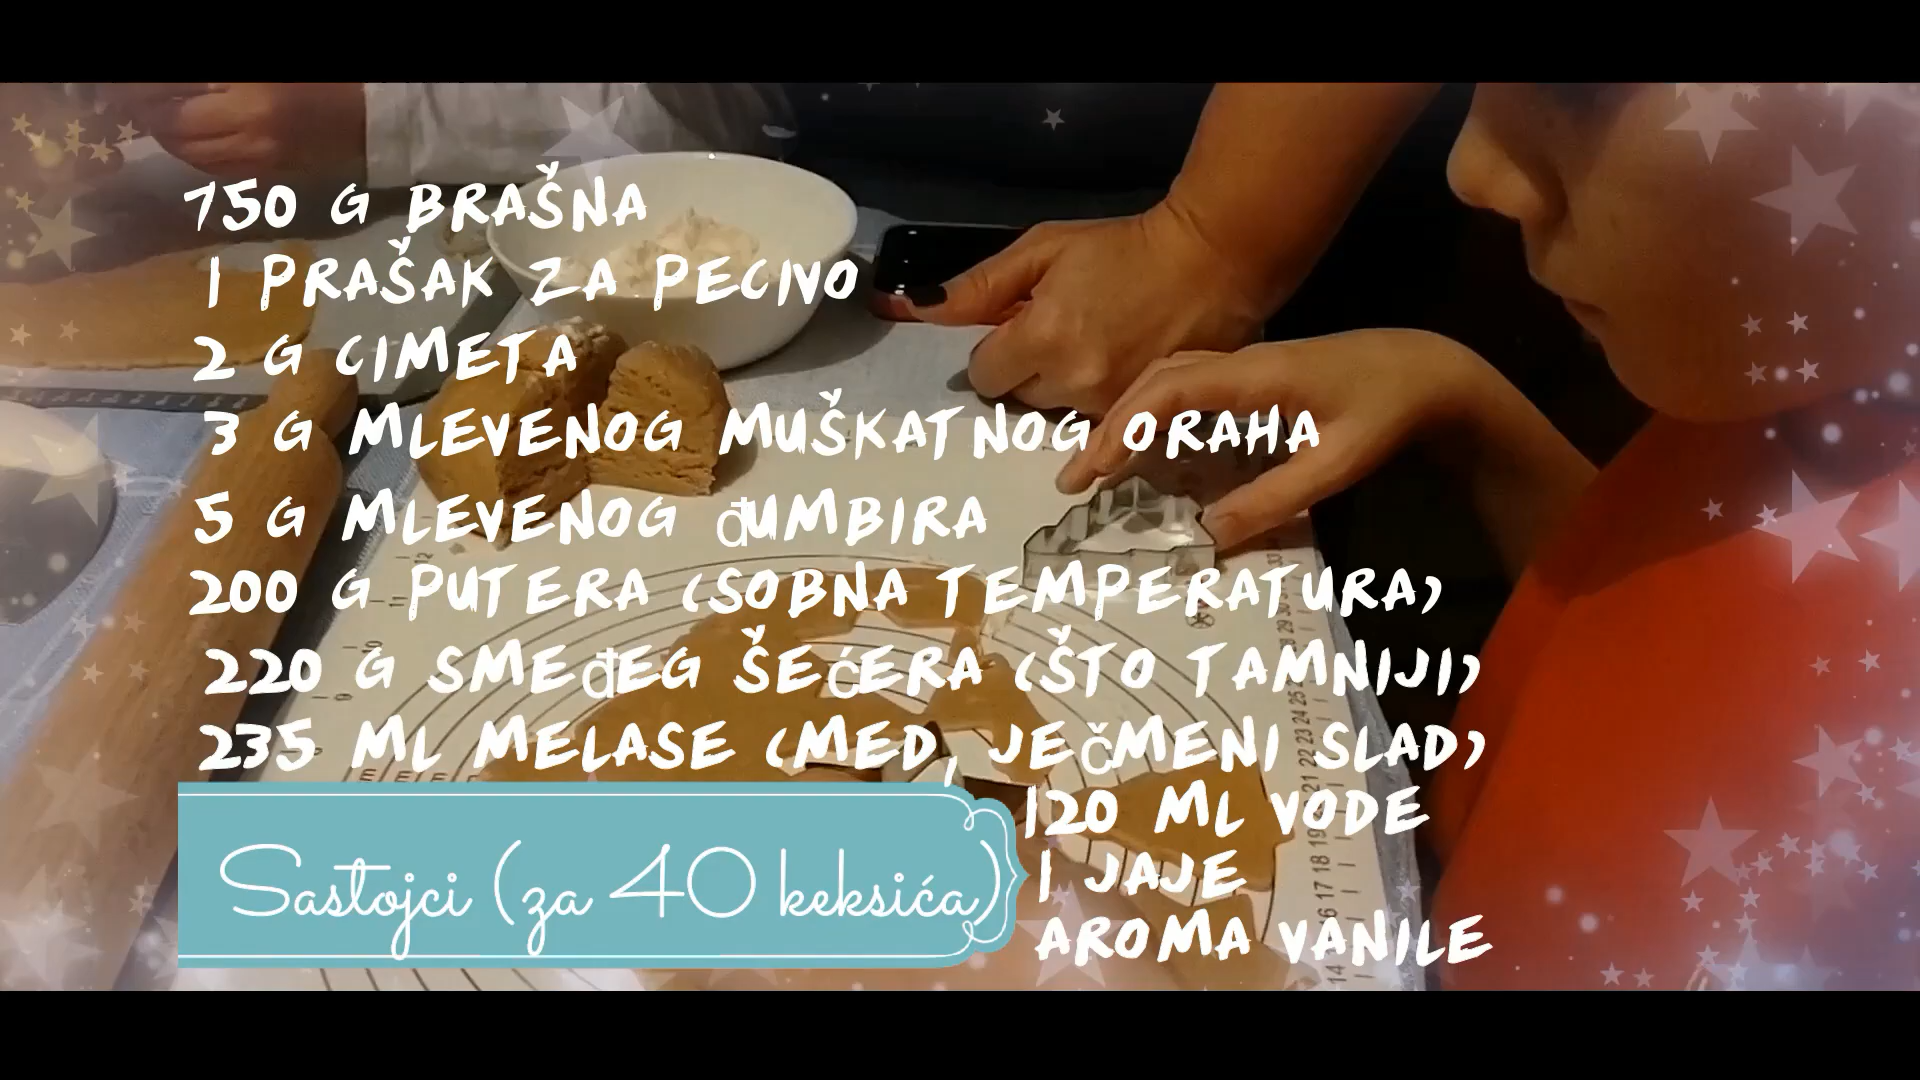 750 G BRAŠNA
1 PRAŠAK ZA PECIVO
2 G CIMETA
3 G MLEVENOG MUŠKATNOG ORAHA
5 G MLEVENOG đUMBIRA
200 G PUTERA (SOBNA TEMPERATURA)
220 G SMEđEG ŠEćERA (ŠTO TAMNIJI)
235 ML MELASE (MED, JEčMENI SLAD)
120 ML VODE
1 JAJE
AROMA VANILE
Sastojci (za 40 keksića)